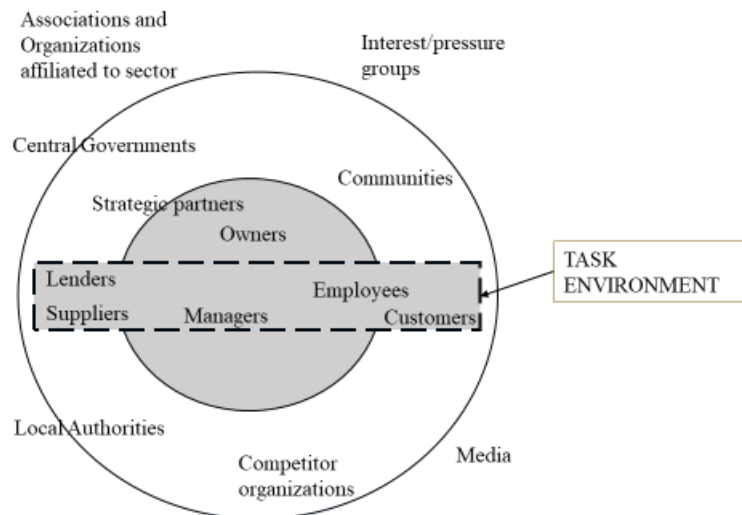 Associations and
Organizations
affiliated to sector
Interest/pressure
groups
Central Governments
Communities
Strategic partners
Owners
TASK
ENVIRONMENT
Lenders
Employees
Suppliers
Managers
Customers
Local Authorities
Competitor
organizations
Media